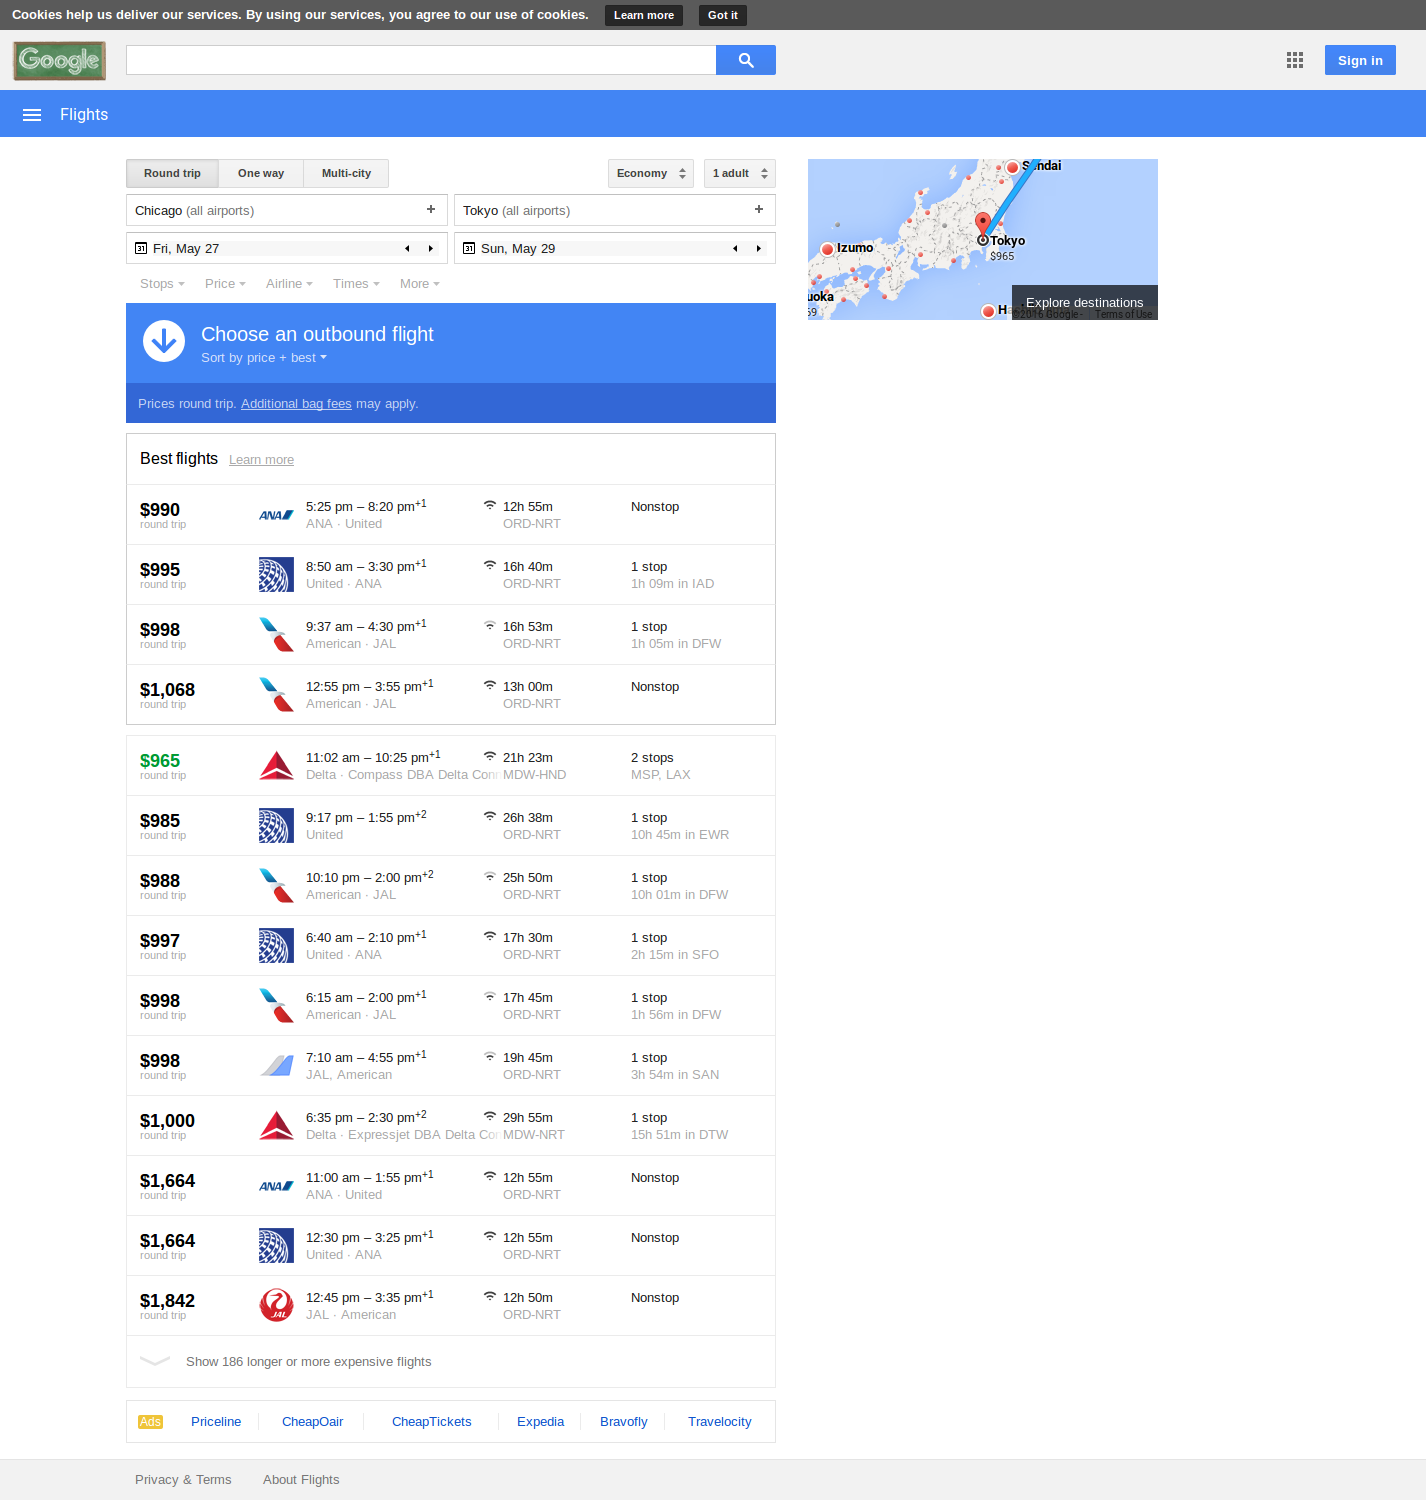 Cookies help us deliver our services. By using our services, you agree to our use of cookies. Learn more Got it
Google
Sign in
Flights
Round trip One way Multi-city Economy 1 adult
Chicago (all airports) Tokyo (all airports)
31 Fri, May 27 31 Sun, May 29
Stops Price Airline Times More
Sendai
Tokyo
$965
Izumo
uoka
Explore destinations
©2016 Google - Terms of Use
Choose an outbound flight
Sort by price + best
Prices round trip. Additional bag fees may apply.
Best flights Learn more
$990 5:25 pm – 8:20 pm+1 12h 55m Nonstop
round trip ANA · United ORD-NRT
$995 8:50 am – 3:30 pm+1 16h 40m 1 stop
round trip United · ANA ORD-NRT 1h 09m in IAD
$998 9:37 am – 4:30 pm+1 16h 53m 1 stop
round trip American · JAL ORD-NRT 1h 05m in DFW
$1,068 12:55 pm – 3:55 pm+1 13h 00m Nonstop
round trip American · JAL ORD-NRT
$965 11:02 am – 10:25 pm+1 21h 23m 2 stops
round trip Delta · Compass DBA Delta Conn MDW-HND MSP, LAX
$985 9:17 pm – 1:55 pm+2 26h 38m 1 stop
round trip United ORD-NRT 10h 45m in EWR
$988 10:10 pm – 2:00 pm+2 25h 50m 1 stop
round trip American · JAL ORD-NRT 10h 01m in DFW
$997 6:40 am – 2:10 pm+1 17h 30m 1 stop
round trip United · ANA ORD-NRT 2h 15m in SFO
$998 6:15 am – 2:00 pm+1 17h 45m 1 stop
round trip American · JAL ORD-NRT 1h 56m in DFW
$998 7:10 am – 4:55 pm+1 19h 45m 1 stop
round trip JAL, American ORD-NRT 3h 54m in SAN
$1,000 6:35 pm – 2:30 pm+2 29h 55m 1 stop
round trip Delta · Expressjet DBA Delta Con MDW-NRT 15h 51m in DTW
$1,664 11:00 am – 1:55 pm+1 12h 55m Nonstop
round trip ANA · United ORD-NRT
$1,664 12:30 pm – 3:25 pm+1 12h 55m Nonstop
round trip United · ANA ORD-NRT
$1,842 12:45 pm – 3:35 pm+1 12h 50m Nonstop
round trip JAL · American ORD-NRT
Show 186 longer or more expensive flights
Ads Priceline CheapOair CheapTickets Expedia Bravofly Travelocity
Privacy & Terms About Flights